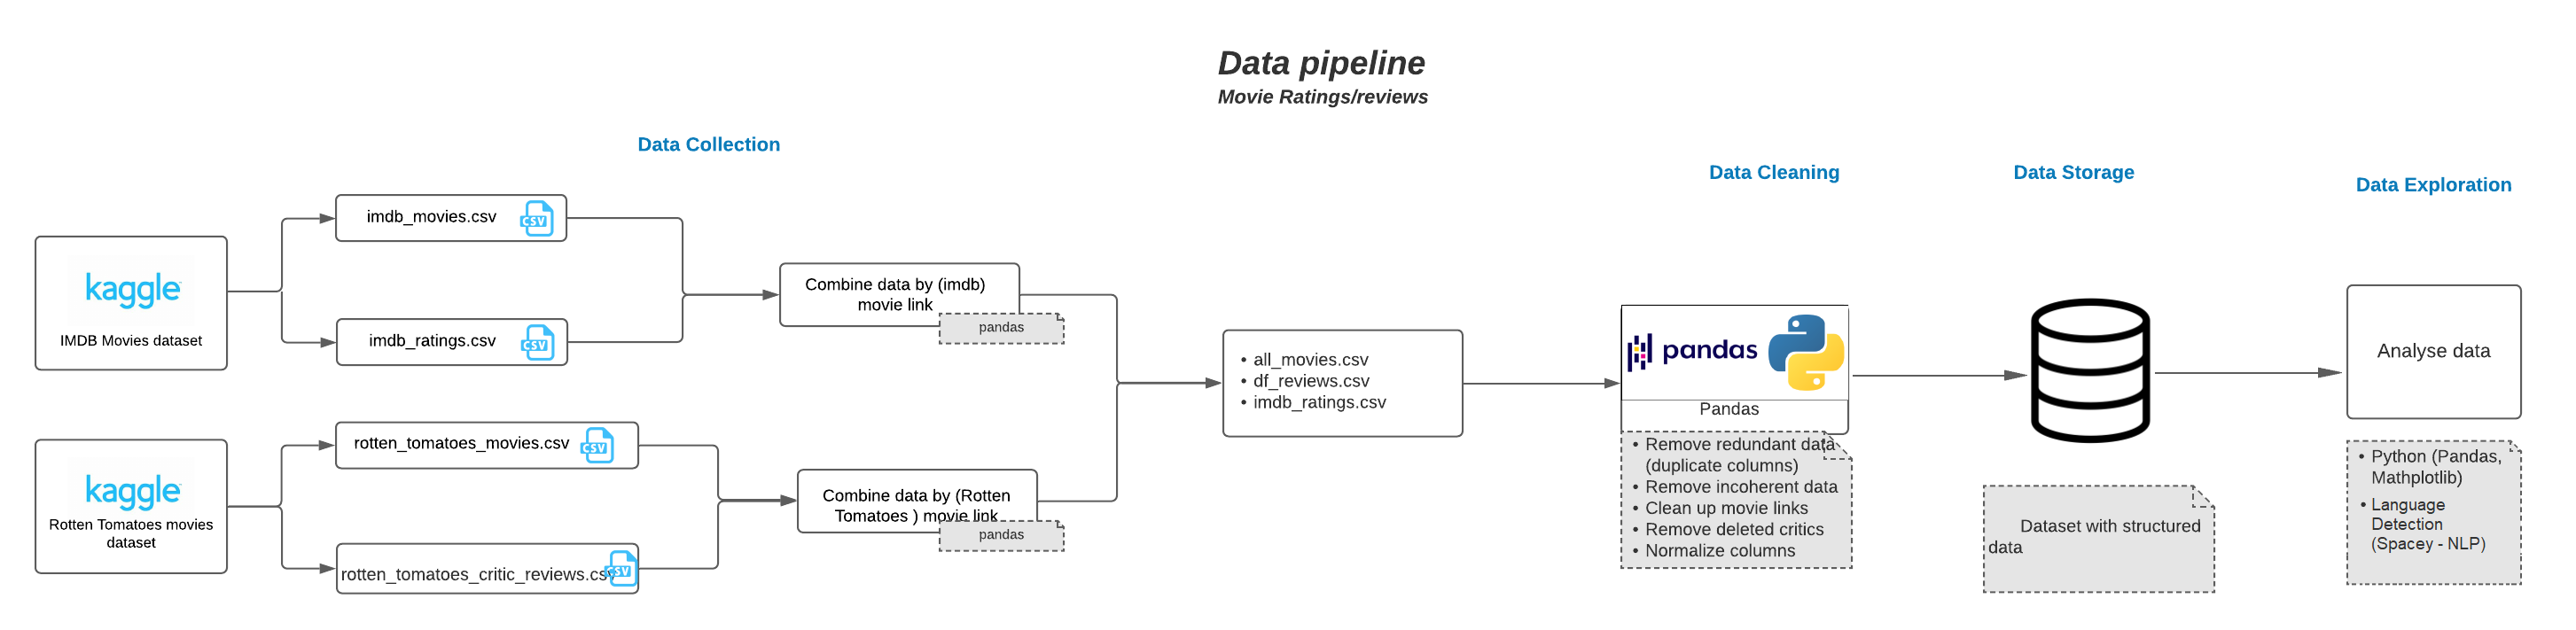 Data pipeline
Movie Ratings/reviews
Data Collection
Data Cleaning
Data Storage
Data Exploration
kaggle
IMDB Movies dataset
imdb_movies.csv
CSV
imdb_ratings.csv
CSV
Combine data by (imdb)
movie link
pandas
kaggle
Rotten Tomatoes movies
dataset
rotten_tomatoes_movies.csv
CSV
rotten_tomatoes_critic_reviews.csv
CSV
Combine data by (Rotten
Tomatoes ) movie link
pandas
• all_movies.csv
• df_reviews.csv
• imdb_ratings.csv
pandas
Pandas
• Remove redundant data
(duplicate columns)
• Remove incoherent data
• Clean up movie links
• Remove deleted critics
• Normalize columns
Dataset with structured
data
Analyse data
• Python (Pandas,
Mathplotlib)
• Language
Detection
(Spacey - NLP)